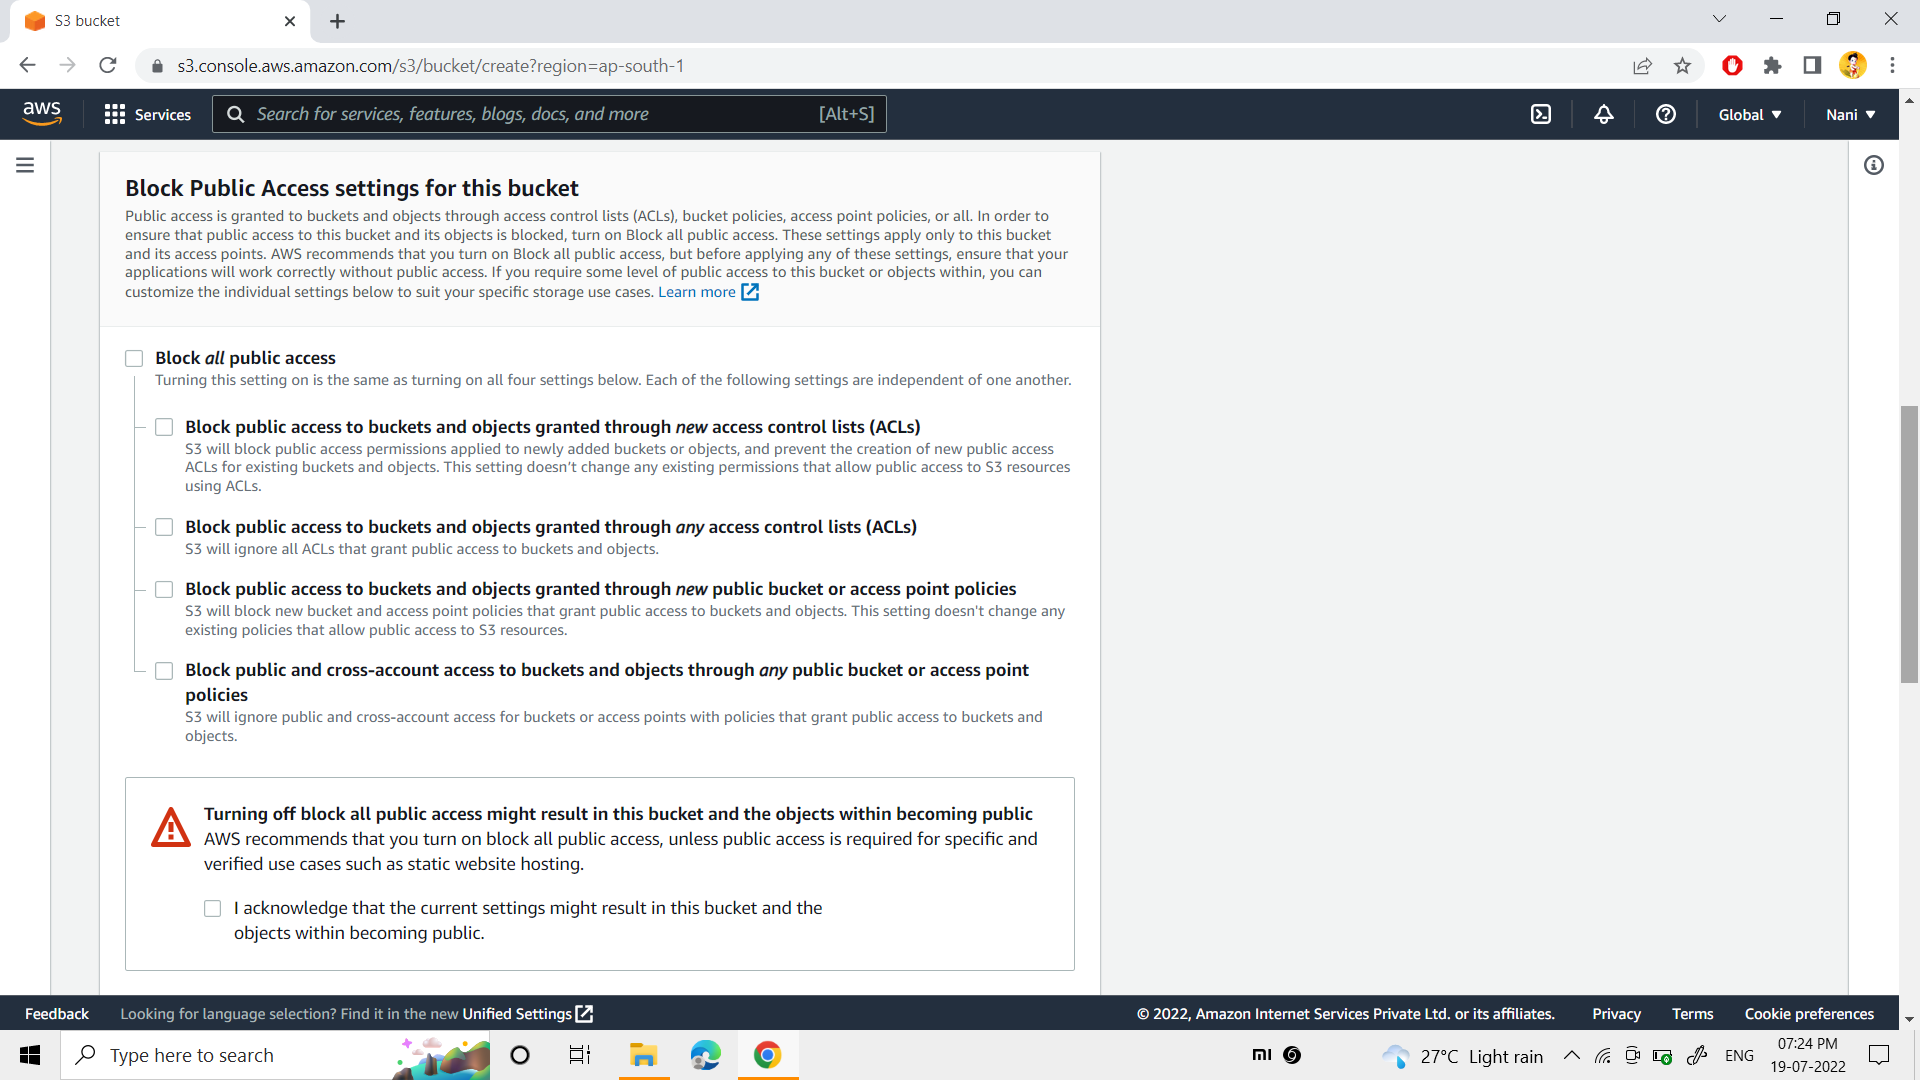 S3 bucket
s3.console.aws.amazon.com/s3/bucket/create?region=ap-south-1
aws
Services
Search for services, features, blogs, docs, and more
[Alt+S]
Global
Nani
Block Public Access settings for this bucket
Public access is granted to buckets and objects through access control lists (ACLs), bucket policies, access point policies, or all. In order to
ensure that public access to this bucket and its objects is blocked, turn on Block all public access. These settings apply only to this bucket
and its access points. AWS recommends that you turn on Block all public access, but before applying any of these settings, ensure that your
applications will work correctly without public access. If you require some level of public access to this bucket or objects within, you can
customize the individual settings below to suit your specific storage use cases. Learn more
Block all public access
Turning this setting on is the same as turning on all four settings below. Each of the following settings are independent of one another.
Block public access to buckets and objects granted through new access control lists (ACLs)
S3 will block public access permissions applied to newly added buckets or objects, and prevent the creation of new public access
ACLs for existing buckets and objects. This setting doesn't change any existing permissions that allow public access to S3 resources
using ACLs.
Block public access to buckets and objects granted through any access control lists (ACLs)
S3 will ignore all ACLs that grant public access to buckets and objects.
Block public access to buckets and objects granted through new public bucket or access point policies
S3 will block new bucket and access point policies that grant public access to buckets and objects. This setting doesn't change any
existing policies that allow public access to S3 resources.
Block public and cross-account access to buckets and objects through any public bucket or access point
policies
S3 will ignore public and cross-account access for buckets or access points with policies that grant public access to buckets and
objects.
Turning off block all public access might result in this bucket and the objects within becoming public
AWS recommends that you turn on block all public access, unless public access is required for specific and
verified use cases such as static website hosting.
I acknowledge that the current settings might result in this bucket and the
objects within becoming public.
Feedback
Looking for language selection? Find it in the new Unified Settings
© 2022, Amazon Internet Services Private Ltd. or its affiliates.
Privacy
Terms
Cookie preferences
Type here to search
mi
27°C Light rain
ENG
07:24 PM
19-07-2022